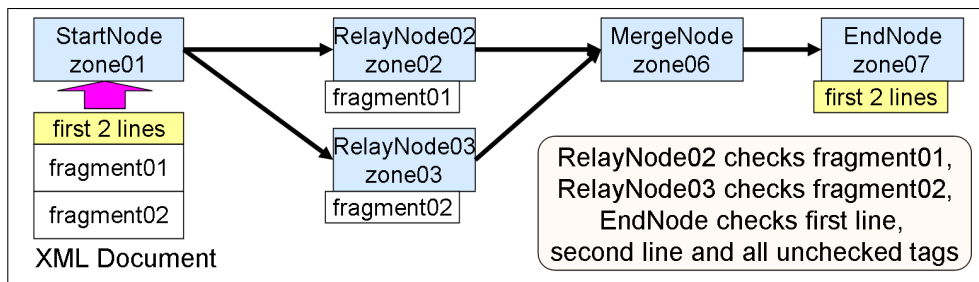 StartNode
zone01
RelayNode02
zone02
MergeNode
zone06
EndNode
zone07
fragment01
first 2 lines
first 2 lines
fragment01
fragment02
RelayNode03
zone03
fragment02
XML Document
RelayNode02 checks fragment01,
RelayNode03 checks fragment02,
EndNode checks first line,
second line and all unchecked tags